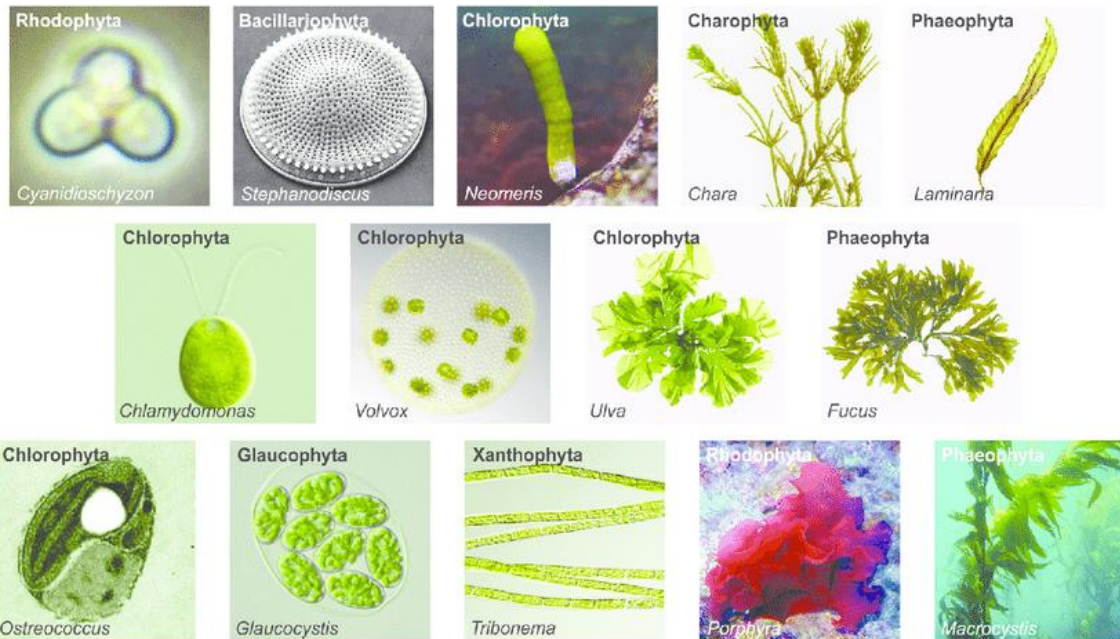 Rhodophyta
Cyanidioschyzon
Bacillariophyta
Stephanodiscus
Chlorophyta
Neomeris
Charophyta
Chara
Phaeophyta
Laminaria
Chlorophyta
Chlamydomonas
Chlorophyta
Volvox
Chlorophyta
Ulva
Phaeophyta
Fucus
Chlorophyta
Ostreococcus
Glaucophyta
Glaucocystis
Xanthophyta
Tribonema
Rhodophyta
Porphyra
Phaeophyta
Macrocystis